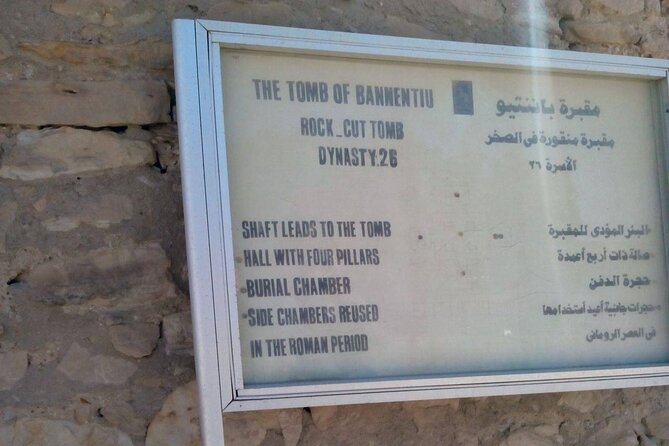 THE TOMB OF BANNENTIU
ROCK_CUT TOMB
DYNASTY.26
SHAFT LEADS TO THE TOMB
HALL WITH FOUR PILLARS
BURIAL CHAMBER
SIDE CHAMBERS REUSED
IN THE ROMAN PERIOD
مقبرة باننتيو
مقبرة منقورة فى الصخر
الأسرة ٢٦
البئر المؤدى للمقبرة
صالة ذات أربع أعمدة
حجرة الدفن
حجرات جانبية أعيد أستخدامها
فى العصر الرومانى